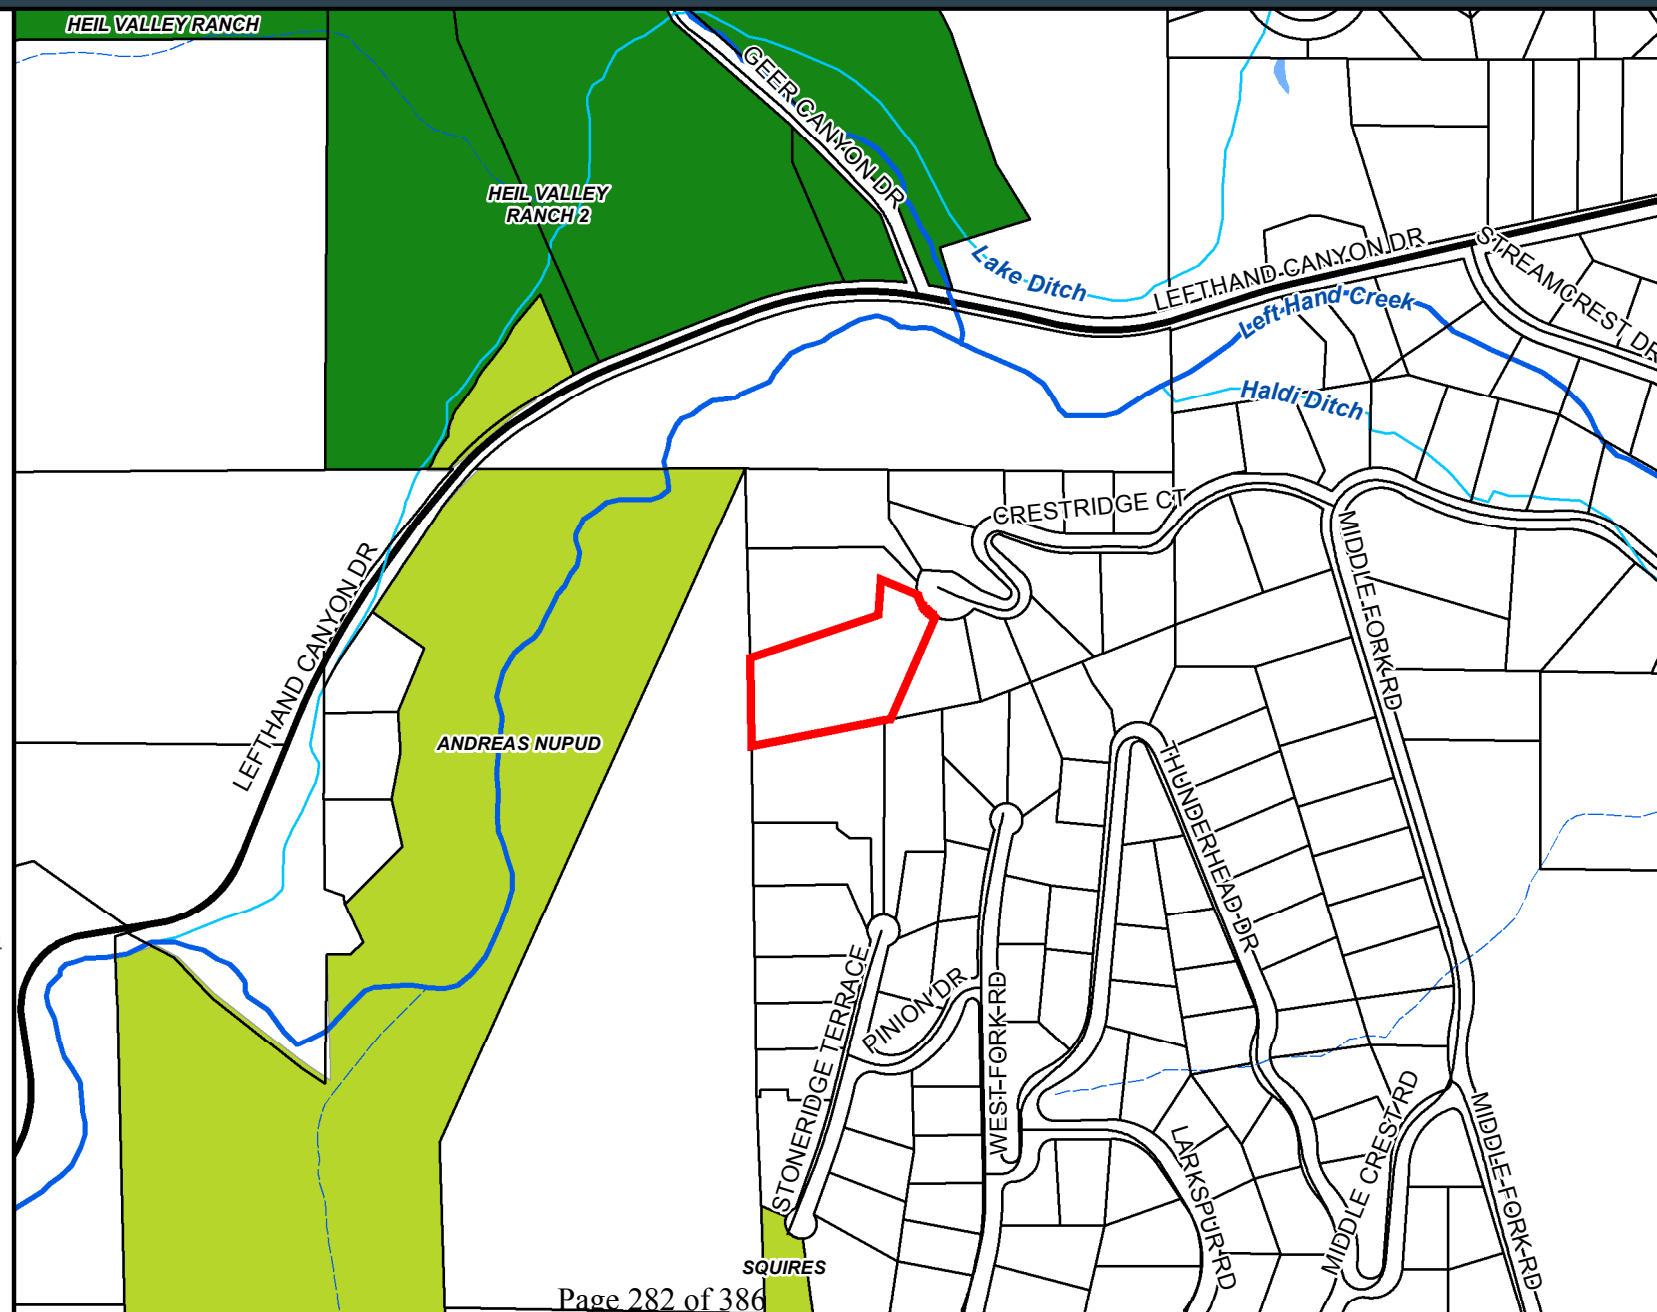 HEIL VALLEY RANCH
GEER CANYON DR
HEIL VALLEY
RANCH 2
Lake Ditch
LEFTHAND CANYON DR
STREAMCREST DR
Left Hand Creek
Haldi Ditch
CRESTRIDGE CT
MIDDLE FORK RD
LEFTHAND CANYON DR
ANDREAS NUPUD
THUNDERHEAD DR
STONERIDGE TERRACE
PINION DR
WEST FORK RD
LARKSPUR RD
MIDDLE CREST RD
MIDDLE FORK RD
SQUIRES
Page 282 of 386